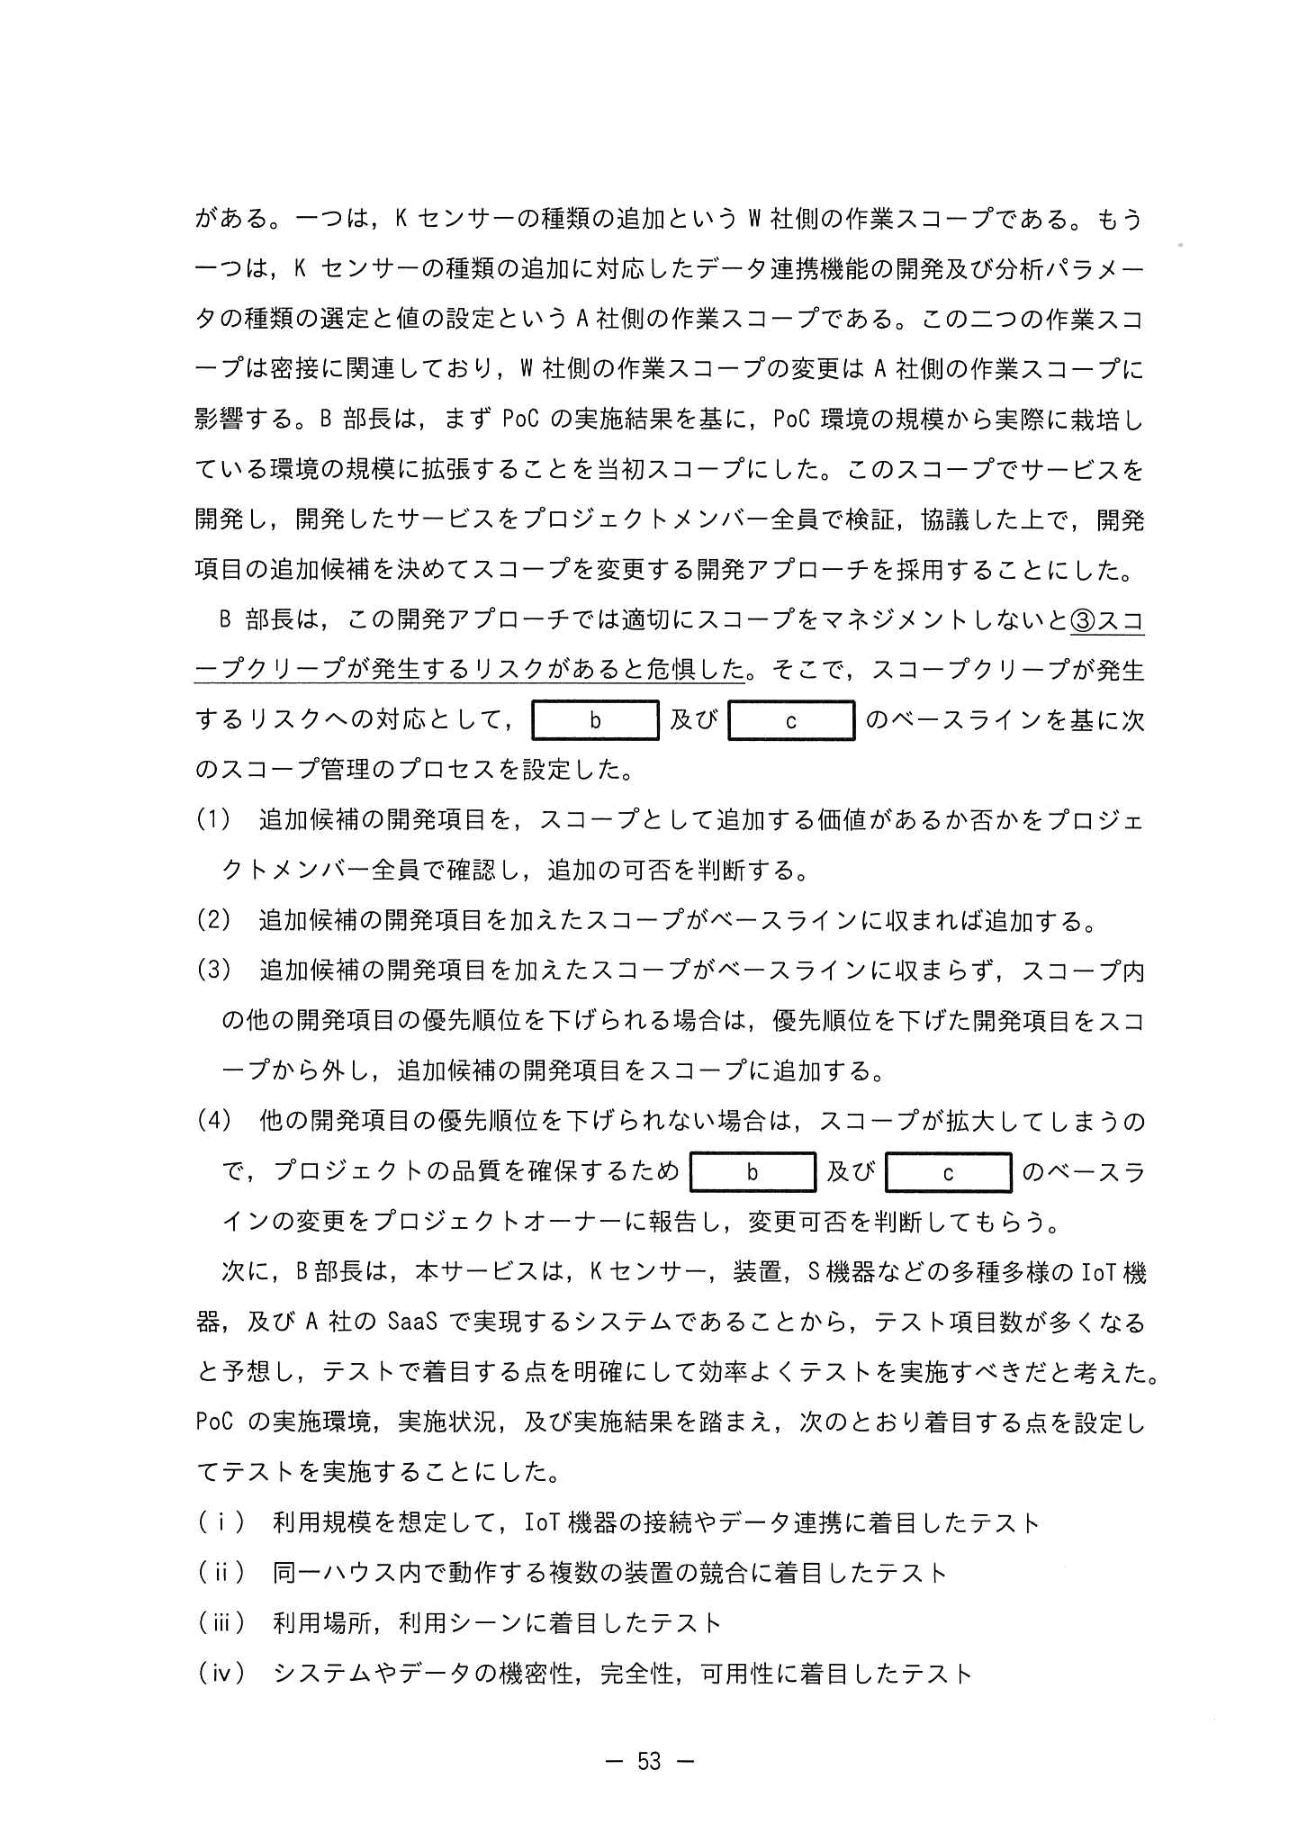 がある。一つは，K センサーの種類の追加という W 社側の作業スコープである。もう
一つは，K センサーの種類の追加に対応したデータ連携機能の開発及び分析パラメー
タの種類の選定と値の設定という A 社側の作業スコープである。この二つの作業スコ
ープは密接に関連しており，W 社側の作業スコープの変更は A 社側の作業スコープに
影響する。B 部長は，まず PoC の実施結果を基に，PoC 環境の規模から実際に栽培し
ている環境の規模に拡張することを当初スコープにした。このスコープでサービスを
開発し，開発したサービスをプロジェクトメンバー全員で検証，協議した上で，開発
項目の追加候補を決めてスコープを変更する開発アプローチを採用することにした。
B 部長は，この開発アプローチでは適切にスコープをマネジメントしないと③スコ
ープクリープが発生するリスクがあると危惧した。そこで，スコープクリープが発生
するリスクへの対応として， b 及び c のベースラインを基に次
のスコープ管理のプロセスを設定した。
(1) 追加候補の開発項目を，スコープとして追加する価値があるか否かをプロジェ
クトメンバー全員で確認し，追加の可否を判断する。
(2) 追加候補の開発項目を加えたスコープがベースラインに収まれば追加する。
(3) 追加候補の開発項目を加えたスコープがベースラインに収まらず，スコープ内
の他の開発項目の優先順位を下げられる場合は，優先順位を下げた開発項目をスコ
ープから外し，追加候補の開発項目をスコープに追加する。
(4) 他の開発項目の優先順位を下げられない場合は，スコープが拡大してしまうの
で，プロジェクトの品質を確保するため b 及び c のベースラ
インの変更をプロジェクトオーナーに報告し，変更可否を判断してもらう。
次に，B 部長は，本サービスは，K センサー，装置，S 機器などの多種多様の IoT 機
器，及び A 社の SaaS で実現するシステムであることから，テスト項目数が多くなる
と予想し，テストで着目する点を明確にして効率よくテストを実施すべきだと考えた。
PoC の実施環境，実施状況，及び実施結果を踏まえ，次のとおり着目する点を設定し
てテストを実施することにした。
(ⅰ) 利用規模を想定して，IoT 機器の接続やデータ連携に着目したテスト
(ⅱ) 同一ハウス内で動作する複数の装置の競合に着目したテスト
(ⅲ) 利用場所，利用シーンに着目したテスト
(ⅳ) システムやデータの機密性，完全性，可用性に着目したテスト
－ 53 －